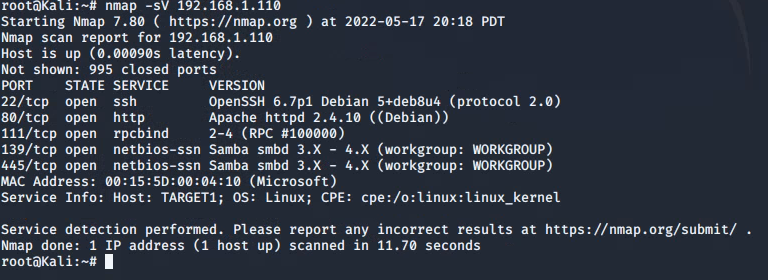 root@Kali:~# nmap -sV 192.168.1.110
Starting Nmap 7.80 ( https://nmap.org ) at 2022-05-17 20:18 PDT
Nmap scan report for 192.168.1.110
Host is up (0.00090s latency).
Not shown: 995 closed ports
PORT    STATE SERVICE     VERSION
22/tcp  open  ssh         OpenSSH 6.7p1 Debian 5+deb8u4 (protocol 2.0)
80/tcp  open  http        Apache httpd 2.4.10 ((Debian))
111/tcp open  rpcbind     2-4 (RPC #100000)
139/tcp open  netbios-ssn Samba smbd 3.X - 4.X (workgroup: WORKGROUP)
445/tcp open  netbios-ssn Samba smbd 3.X - 4.X (workgroup: WORKGROUP)
MAC Address: 00:15:5D:00:04:10 (Microsoft)
Service Info: Host: TARGET1; OS: Linux; CPE: cpe:/o:linux:linux_kernel

Service detection performed. Please report any incorrect results at https://nmap.org/submit/ .
Nmap done: 1 IP address (1 host up) scanned in 11.70 seconds
root@Kali:~#